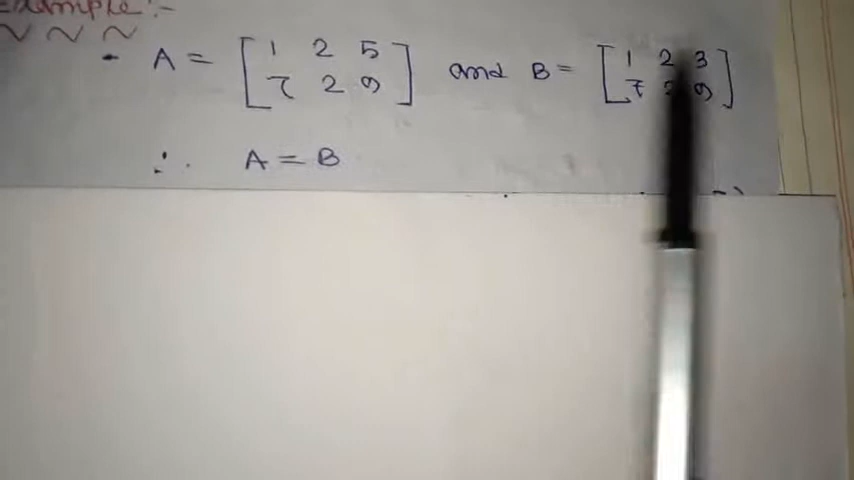 Example:-
- A = [ 1 2 5 and B = [ 1 2 3 ]
7 2 9 ] 7 9
∴ A = B